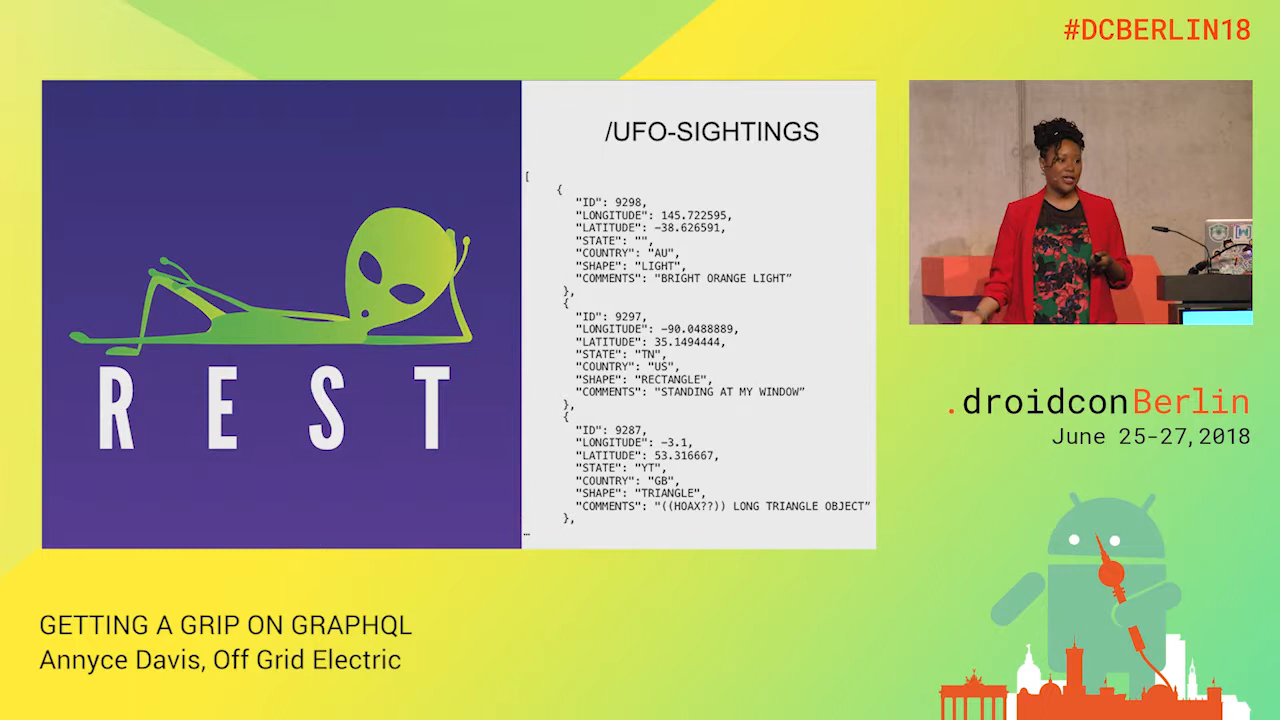 #DCBERLIN18
REST
/UFO-SIGHTINGS
[
{
"ID": 9298,
"LONGITUDE": 145.722595,
"LATITUDE": -38.626591,
"STATE": "",
"COUNTRY": "AU",
"SHAPE": "LIGHT",
"COMMENTS": "BRIGHT ORANGE LIGHT”
},
{
"ID": 9297,
"LONGITUDE": -90.0488889,
"LATITUDE": 35.1494444,
"STATE": "TN",
"COUNTRY": "US",
"SHAPE": "RECTANGLE",
"COMMENTS": “STANDING AT MY WINDOW”
},
{
"ID": 9287,
"LONGITUDE": -3.1,
"LATITUDE": 53.316667,
"STATE": "YT",
"COUNTRY": "GB",
"SHAPE": "TRIANGLE",
"COMMENTS": "((HOAX??)) LONG TRIANGLE OBJECT”
},
…
.droidconBerlin
June 25-27,2018
GETTING A GRIP ON GRAPHQL
Annyce Davis, Off Grid Electric